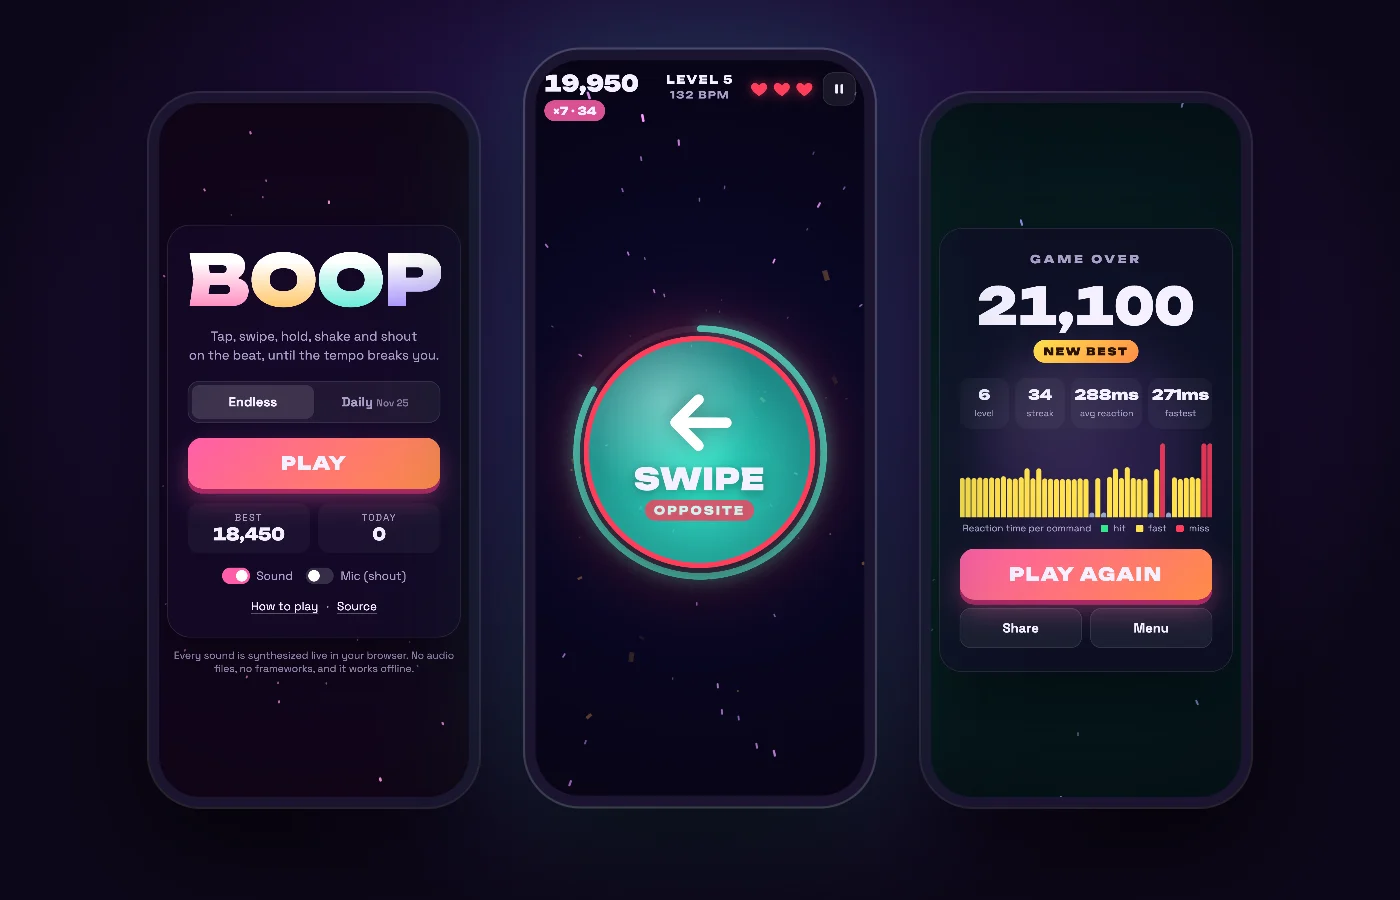 BOOP
Tap, swipe, hold, shake and shout
on the beat, until the tempo breaks you.
Endless
Daily Nov 25
PLAY
BEST
18,450
TODAY
0
Sound
Mic (shout)
How to play · Source
Every sound is synthesized live in your browser. No audio
files, no frameworks, and it works offline.
19,950
×7 · 34
LEVEL 5
132 BPM
SWIPE
OPPOSITE
GAME OVER
21,100
NEW BEST
6
level
34
streak
288ms
avg reaction
271ms
fastest
Reaction time per command
hit
fast
miss
PLAY AGAIN
Share
Menu